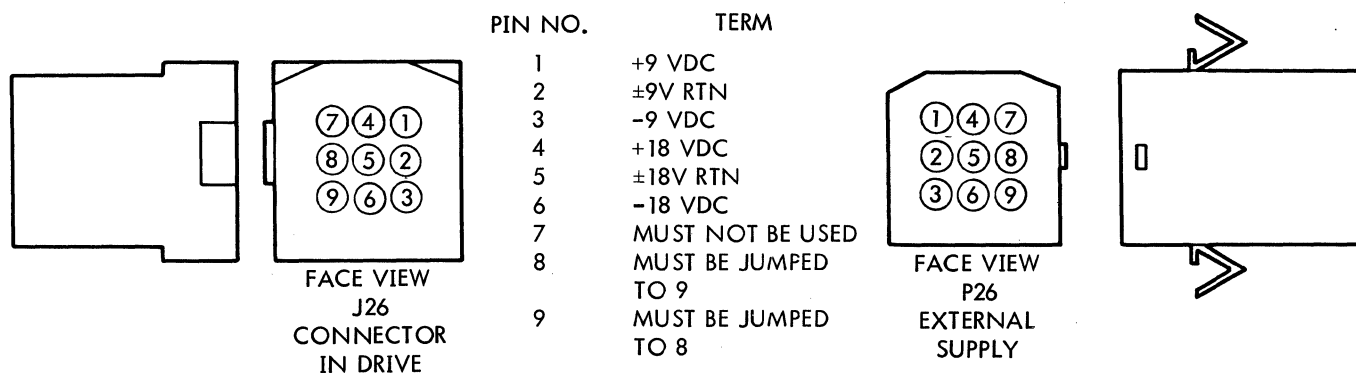 PIN NO. TERM
1 +9 VDC
2 ±9V RTN
3 -9 VDC
4 +18 VDC
5 ±18V RTN
6 -18 VDC
7 MUST NOT BE USED
8 MUST BE JUMPED
TO 9
9 MUST BE JUMPED
TO 8
7 4 1
8 5 2
9 6 3
FACE VIEW
J26
CONNECTOR
IN DRIVE
1 4 7
2 5 8
3 6 9
FACE VIEW
P26
EXTERNAL
SUPPLY